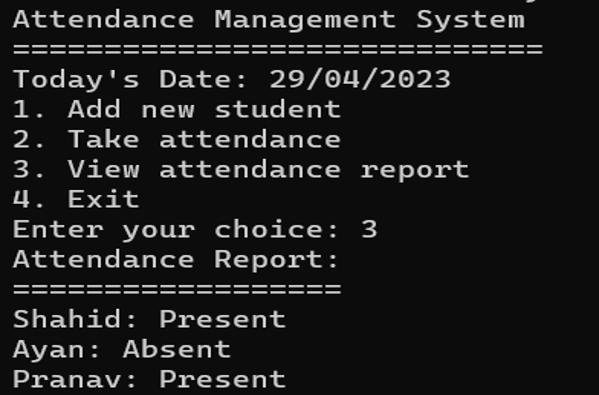 Attendance Management System
=============================
Today's Date: 29/04/2023
1. Add new student
2. Take attendance
3. View attendance report
4. Exit
Enter your choice: 3
Attendance Report:
==================
Shahid: Present
Ayan: Absent
Pranav: Present